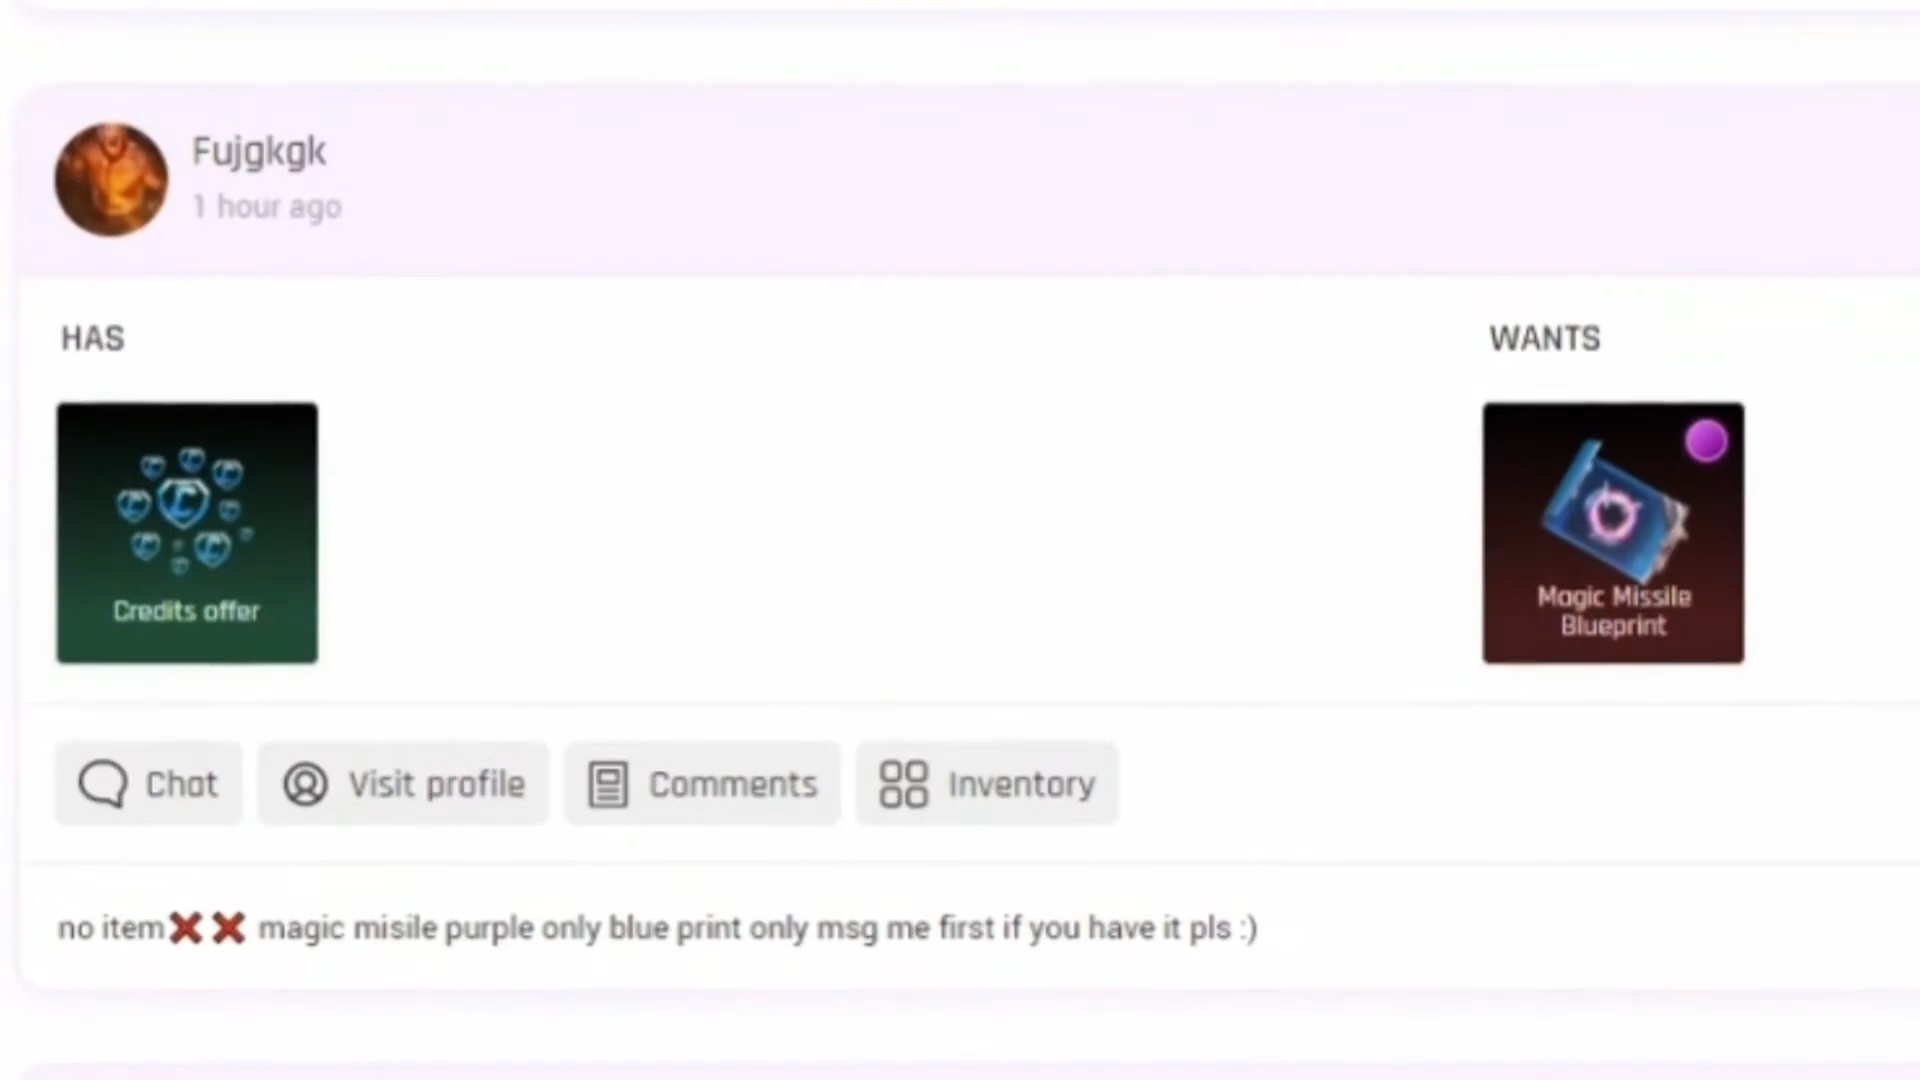 Fujgkgk
1 hour ago
HAS
WANTS
Credits offer
Magic Missile
Blueprint
Chat
Visit profile
Comments
Inventory
no item❌❌ magic misile purple only blue print only msg me first if you have it pls :)